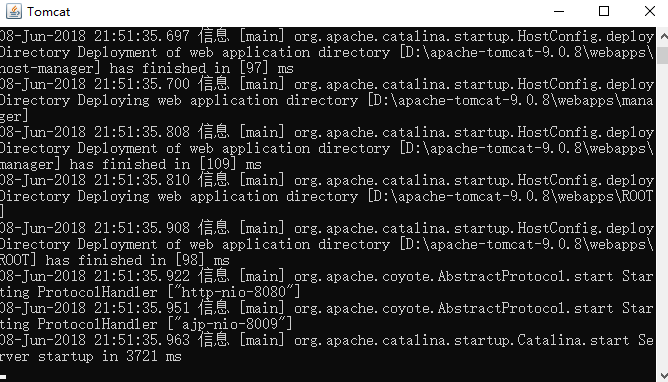 Tomcat
08-Jun-2018 21:51:35.697 信息 [main] org.apache.catalina.startup.HostConfig.deploy
Directory Deployment of web application directory [D:\apache-tomcat-9.0.8\webapps\
host-manager] has finished in [97] ms
08-Jun-2018 21:51:35.700 信息 [main] org.apache.catalina.startup.HostConfig.deploy
Directory Deploying web application directory [D:\apache-tomcat-9.0.8\webapps\mana
ger]
08-Jun-2018 21:51:35.808 信息 [main] org.apache.catalina.startup.HostConfig.deploy
Directory Deployment of web application directory [D:\apache-tomcat-9.0.8\webapps\
manager] has finished in [109] ms
08-Jun-2018 21:51:35.810 信息 [main] org.apache.catalina.startup.HostConfig.deploy
Directory Deploying web application directory [D:\apache-tomcat-9.0.8\webapps\ROOT
]
08-Jun-2018 21:51:35.908 信息 [main] org.apache.catalina.startup.HostConfig.deploy
Directory Deployment of web application directory [D:\apache-tomcat-9.0.8\webapps\
ROOT] has finished in [98] ms
08-Jun-2018 21:51:35.922 信息 [main] org.apache.coyote.AbstractProtocol.start Star
ting ProtocolHandler ["http-nio-8080"]
08-Jun-2018 21:51:35.951 信息 [main] org.apache.coyote.AbstractProtocol.start Star
ting ProtocolHandler ["ajp-nio-8009"]
08-Jun-2018 21:51:35.963 信息 [main] org.apache.catalina.startup.Catalina.start Se
rver startup in 3721 ms